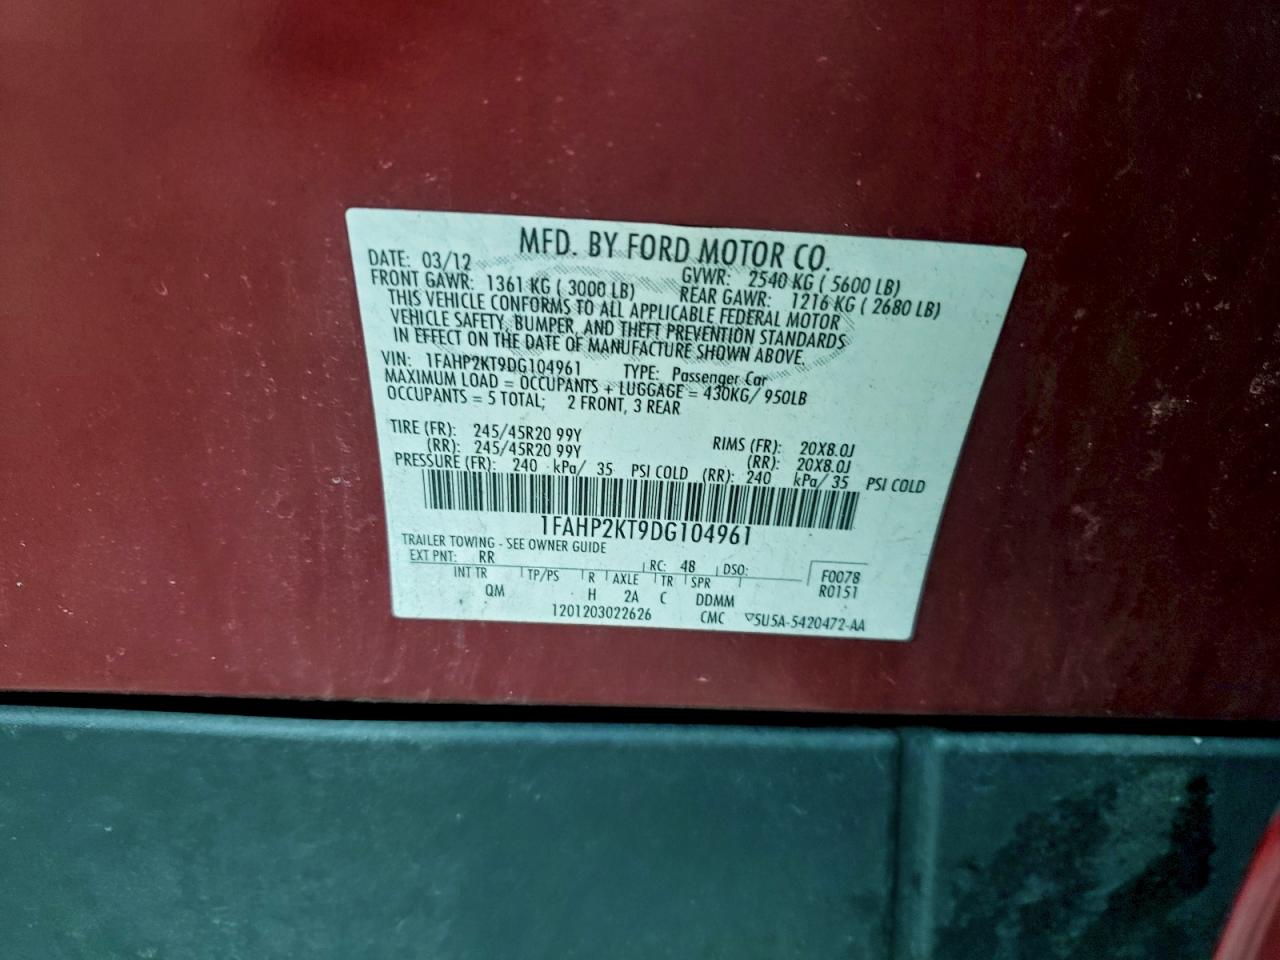 MFD. BY FORD MOTOR CO.
DATE: 03/12 GVWR: 2540 KG ( 5600 LB)
FRONT GAWR: 1361 KG ( 3000 LB) REAR GAWR: 1216 KG ( 2680 LB)
THIS VEHICLE CONFORMS TO ALL APPLICABLE FEDERAL MOTOR
VEHICLE SAFETY, BUMPER, AND THEFT PREVENTION STANDARDS
IN EFFECT ON THE DATE OF MANUFACTURE SHOWN ABOVE.
VIN: 1FAHP2KT9DG104961 TYPE: Passenger Car
MAXIMUM LOAD = OCCUPANTS + LUGGAGE = 430KG/ 950LB
OCCUPANTS = 5 TOTAL; 2 FRONT, 3 REAR
TIRE (FR): 245/45R20 99Y RIMS (FR): 20X8.0J
(RR): 245/45R20 99Y (RR): 20X8.0J
PRESSURE (FR): 240 kPa/ 35 PSI COLD (RR): 240 kPa/ 35 PSI COLD
1FAHP2KT9DG104961
TRAILER TOWING - SEE OWNER GUIDE
EXT PNT: RR RC: 48 DSO: F0078
INT TR TP/PS R AXLE TR SPR R0151
QM H 2A C DDMM
1201203022626 CMC ▽5U5A-5420472-AA